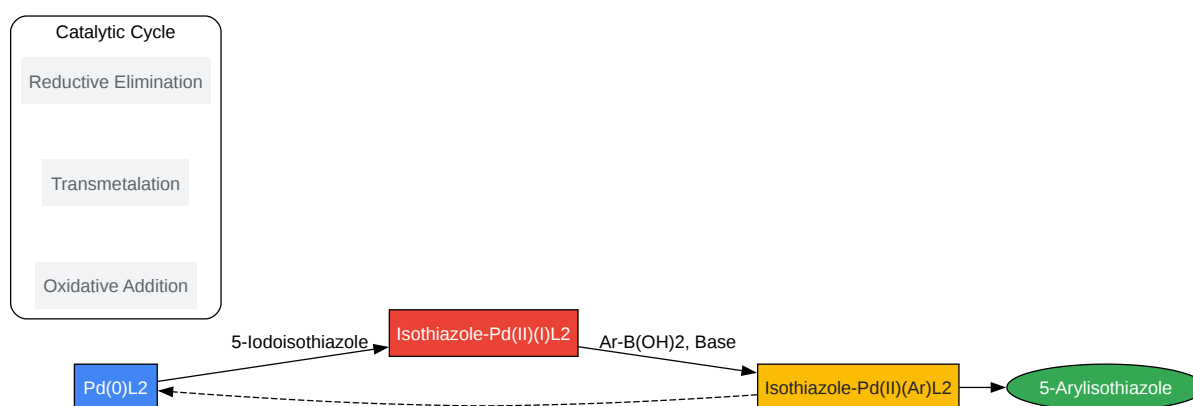 Catalytic Cycle
Reductive Elimination
Transmetalation
Oxidative Addition
5-Iodoisothiazole
Isothiazole-Pd(II)(I)L2
Ar-B(OH)2, Base
Pd(0)L2
Isothiazole-Pd(II)(Ar)L2
5-Arylisothiazole